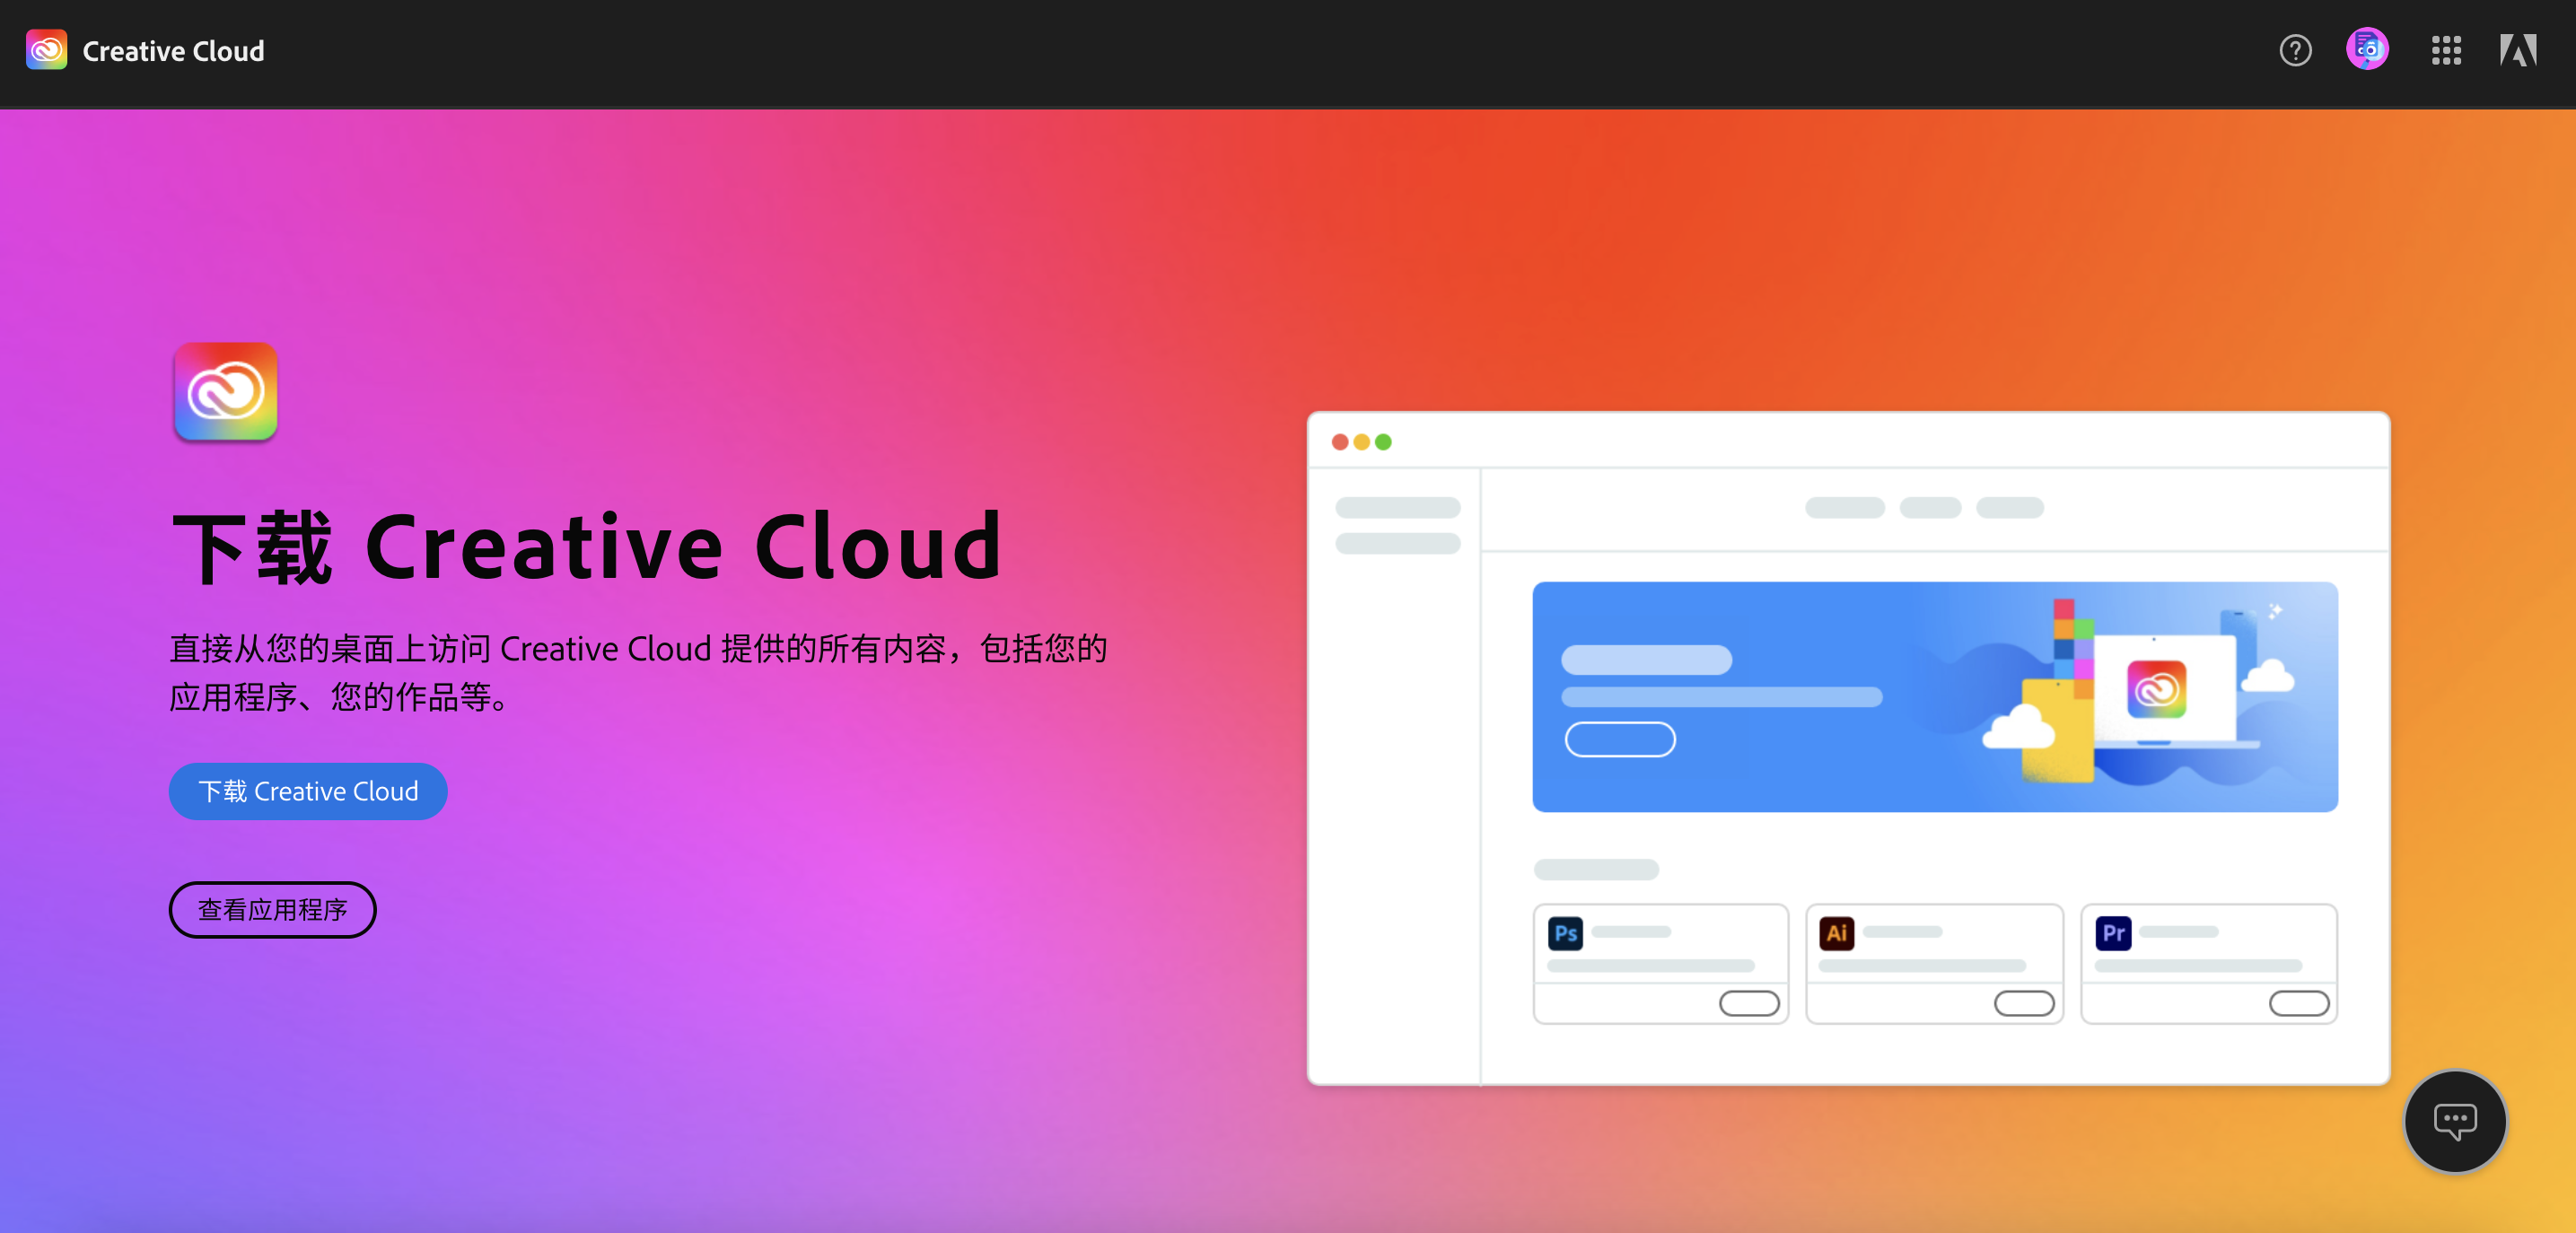 Creative Cloud
下载 Creative Cloud
直接从您的桌面上访问 Creative Cloud 提供的所有内容，包括您的
应用程序、您的作品等。
下载 Creative Cloud
查看应用程序
Ps
Ai
Pr